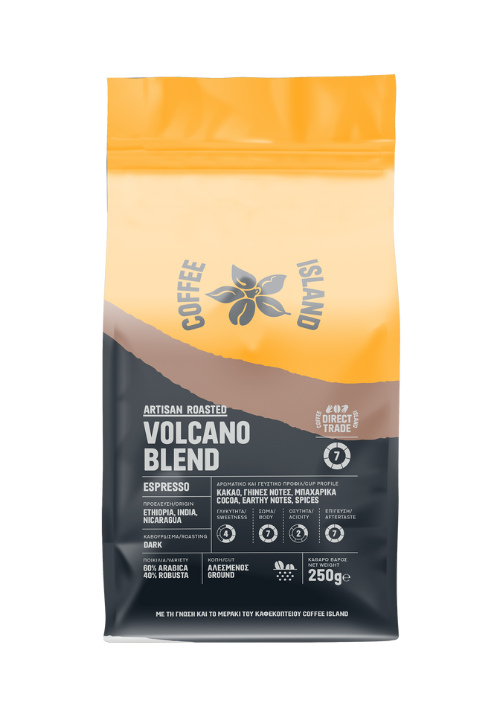 COFFEE ISLAND
ARTISAN ROASTED
VOLCANO
BLEND
COFFEE ISLAND
DIRECT
TRADE
7
ESPRESSO
ΠΡΟΕΛΕΥΣΗ/ORIGIN
ETHIOPIA, INDIA,
NICARAGUA
ΚΑΒΟΥΡΔΙΣΜΑ/ROASTING
DARK
ΑΡΩΜΑΤΙΚΟ ΚΑΙ ΓΕΥΣΤΙΚΟ ΠΡΟΦΙΛ/CUP PROFILE
ΚΑΚΑΟ, ΓΗΙΝΕΣ ΝΟΤΕΣ, ΜΠΑΧΑΡΙΚΑ
COCOA, EARTHY NOTES, SPICES
ΓΛΥΚΥΤΗΤΑ/
SWEETNESS
4
ΣΩΜΑ/
BODY
7
ΟΞΥΤΗΤΑ/
ACIDITY
2
ΕΠΙΓΕΥΣΗ/
AFTERTASTE
7
ΠΟΙΚΙΛΙΑ/VARIETY
60% ARABICA
40% ROBUSTA
ΚΟΠΗ/CUT
ΑΛΕΣΜΕΝΟΣ
GROUND
ΚΑΘΑΡΟ ΒΑΡΟΣ
NET WEIGHT
250g℮
ΜΕ ΤΗ ΓΝΩΣΗ ΚΑΙ ΤΟ ΜΕΡΑΚΙ ΤΟΥ ΚΑΦΕΚΟΠΤΕΙΟΥ COFFEE ISLAND